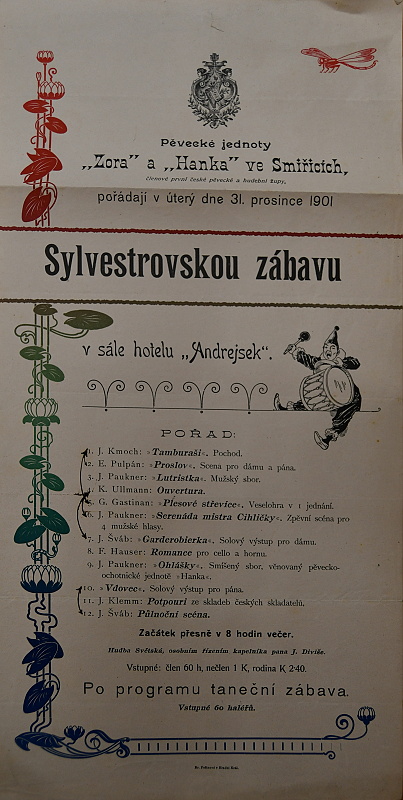 Pěvecké jednoty
„Zora" a „Hanka" ve Smiřicích,
členové první české pěvecké a hudební župy,
pořádají v úterý dne 31. prosince 1901
Sylvestrovskou zábavu
v sále hotelu „Andrejsek".
POŘAD:
1. J. Kmoch: »Tamburaši«. Pochod.
2. E. Pulpán: »Proslov«. Scena pro dámu a pána.
3. J. Paukner: »Lutristka«. Mužský sbor.
4. K. Ullmann: Ouvertura.
5. G. Gastinan: »Plesové střevíce«. Veselohra v 1 jednání.
6. J. Paukner: »Serenáda mistra Cihličky«. Zpěvní scéna pro
4 mužské hlasy.
7. J. Šváb: »Garderobierka«. Solový výstup pro dámu.
8. F. Hauser: Romance pro cello a hornu.
9. J. Paukner: »Ohlášky«. Smíšený sbor, věnovaný pěvecko-
ochotnické jednotě »Hanka«.
10. »Vdovec«. Solový výstup pro pána.
11. J. Klemm: Potpouri ze skladeb českých skladatelů.
12. J. Šváb: Půlnoční scéna.
Začátek přesně v 8 hodin večer.
Hudba Světská, osobním řízením kapelníka pana J. Diviše.
Vstupné: člen 60 h, nečlen 1 K, rodina K 2·40.
Po programu taneční zábava.
Vstupné 60 haléřů.